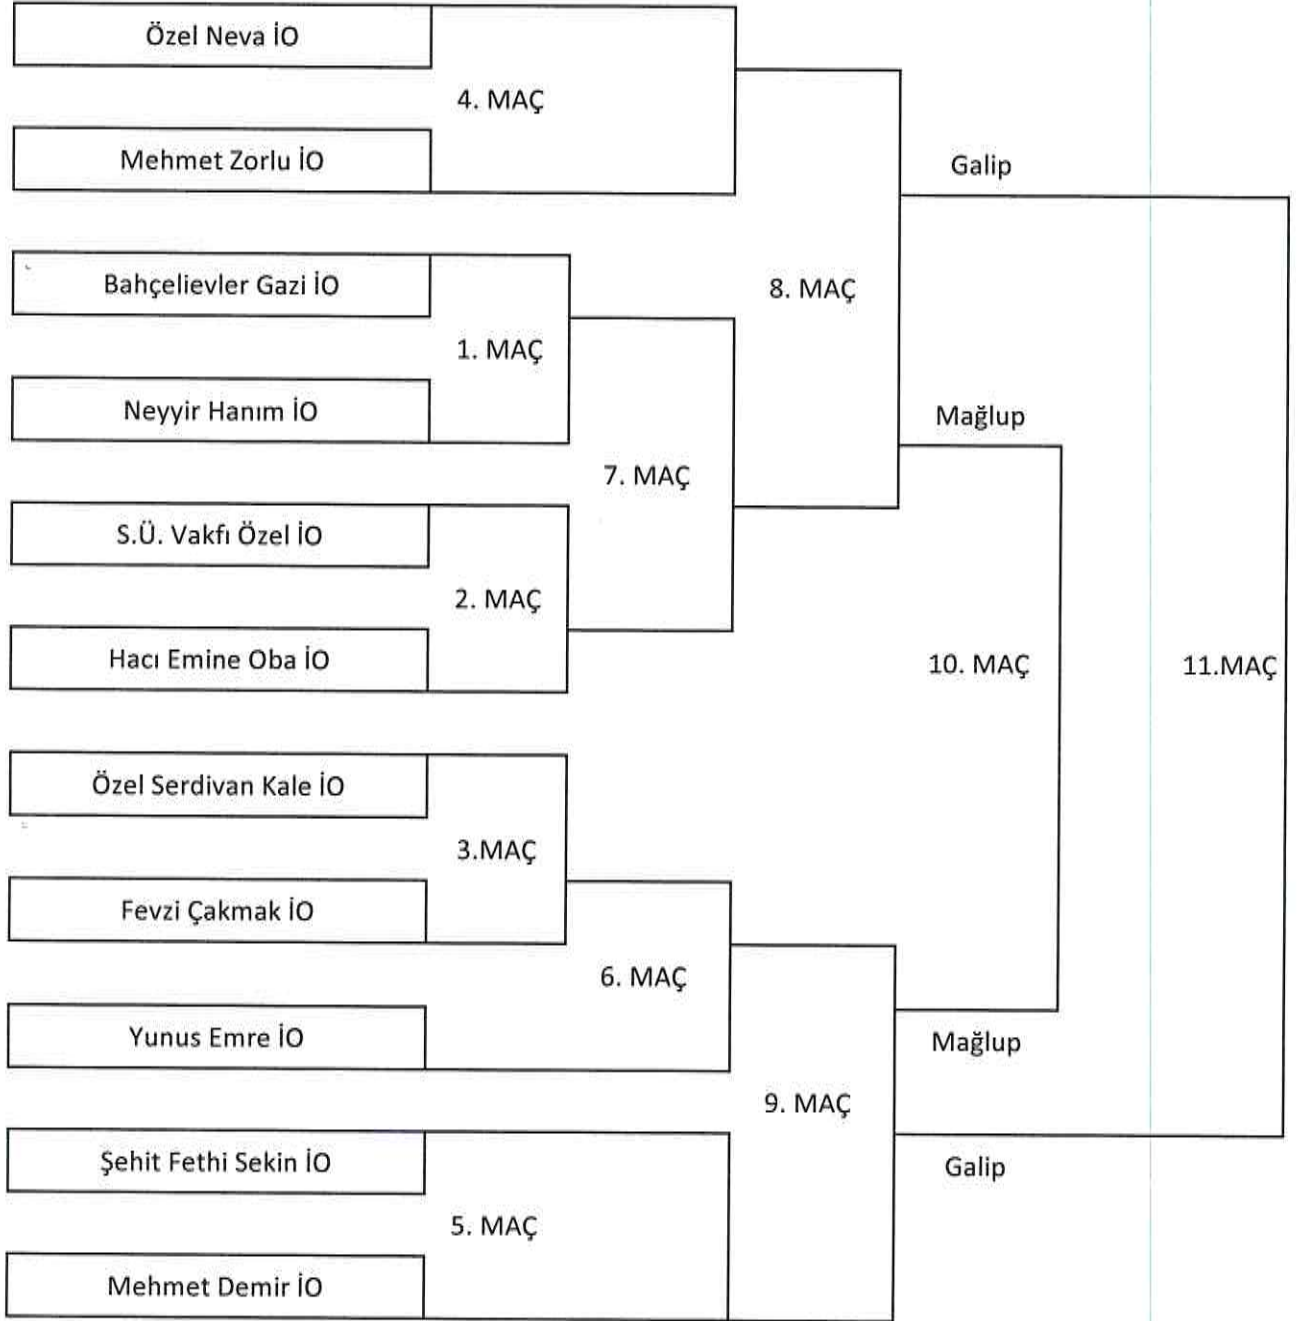 Özel Neva İO
4. MAÇ
Mehmet Zorlu İO
Galip
Bahçelievler Gazi İO
8. MAÇ
1. MAÇ
Neyyir Hanım İO
Mağlup
7. MAÇ
S.Ü. Vakfı Özel İO
2. MAÇ
Hacı Emine Oba İO
10. MAÇ
11.MAÇ
Özel Serdivan Kale İO
3.MAÇ
Fevzi Çakmak İO
6. MAÇ
Yunus Emre İO
Mağlup
9. MAÇ
Şehit Fethi Sekin İO
Galip
5. MAÇ
Mehmet Demir İO